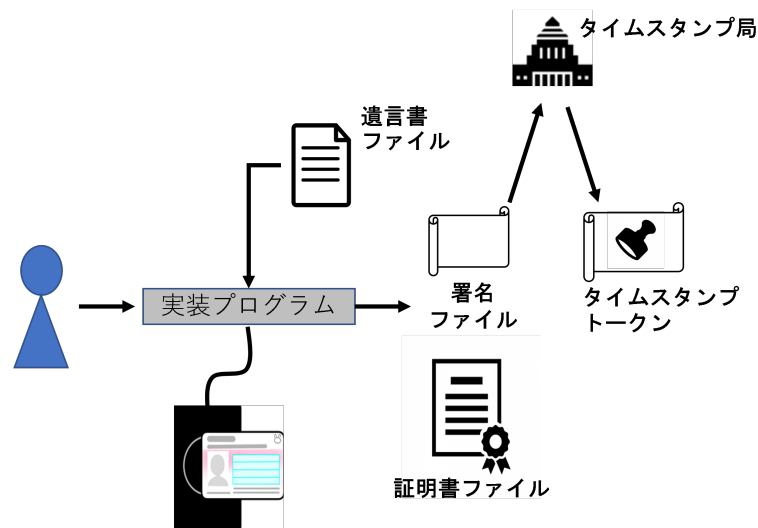 タイムスタンプ局
遺言書
ファイル
実装プログラム
署名
ファイル
タイムスタンプ
トークン
証明書ファイル